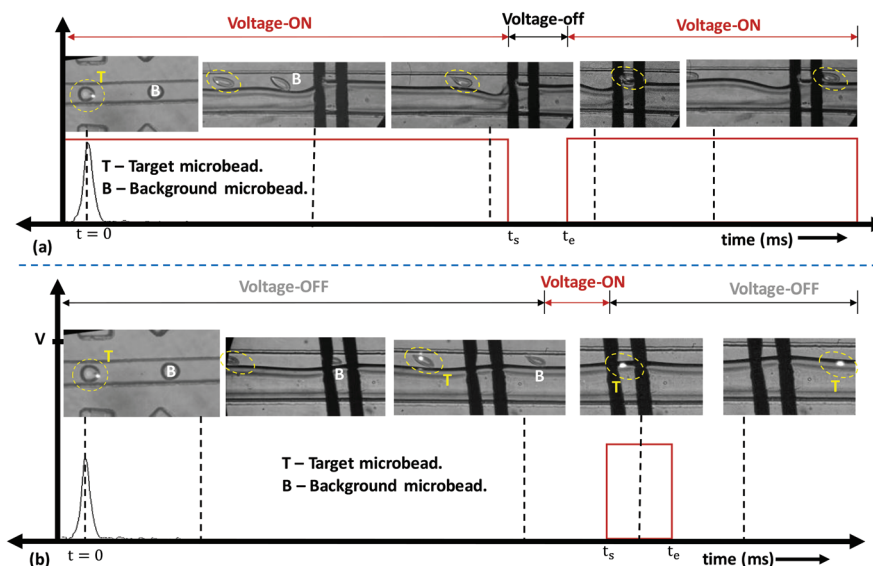 Voltage-ON
Voltage-off
Voltage-ON
T
B
B
T – Target microbead.
B – Background microbead.
(a)
t = 0
ts
te
time (ms)
Voltage-OFF
Voltage-ON
Voltage-OFF
V
T
B
B
T
B
T
T
T – Target microbead.
B – Background microbead.
(b)
t = 0
ts
te
time (ms)